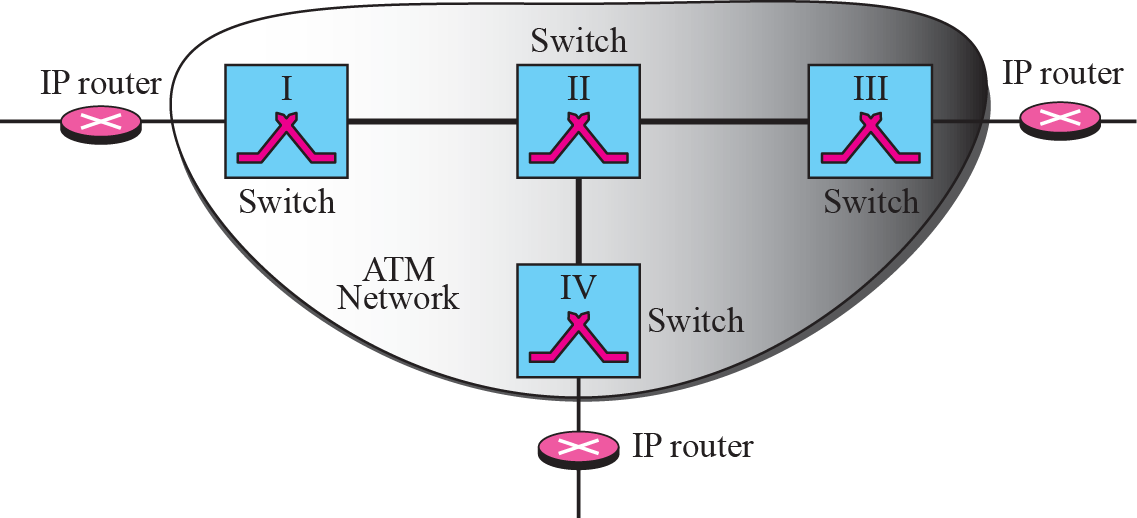 Switch
IP router
I
II
III
IP router
Switch
Switch
ATM
Network
IV
Switch
IP router